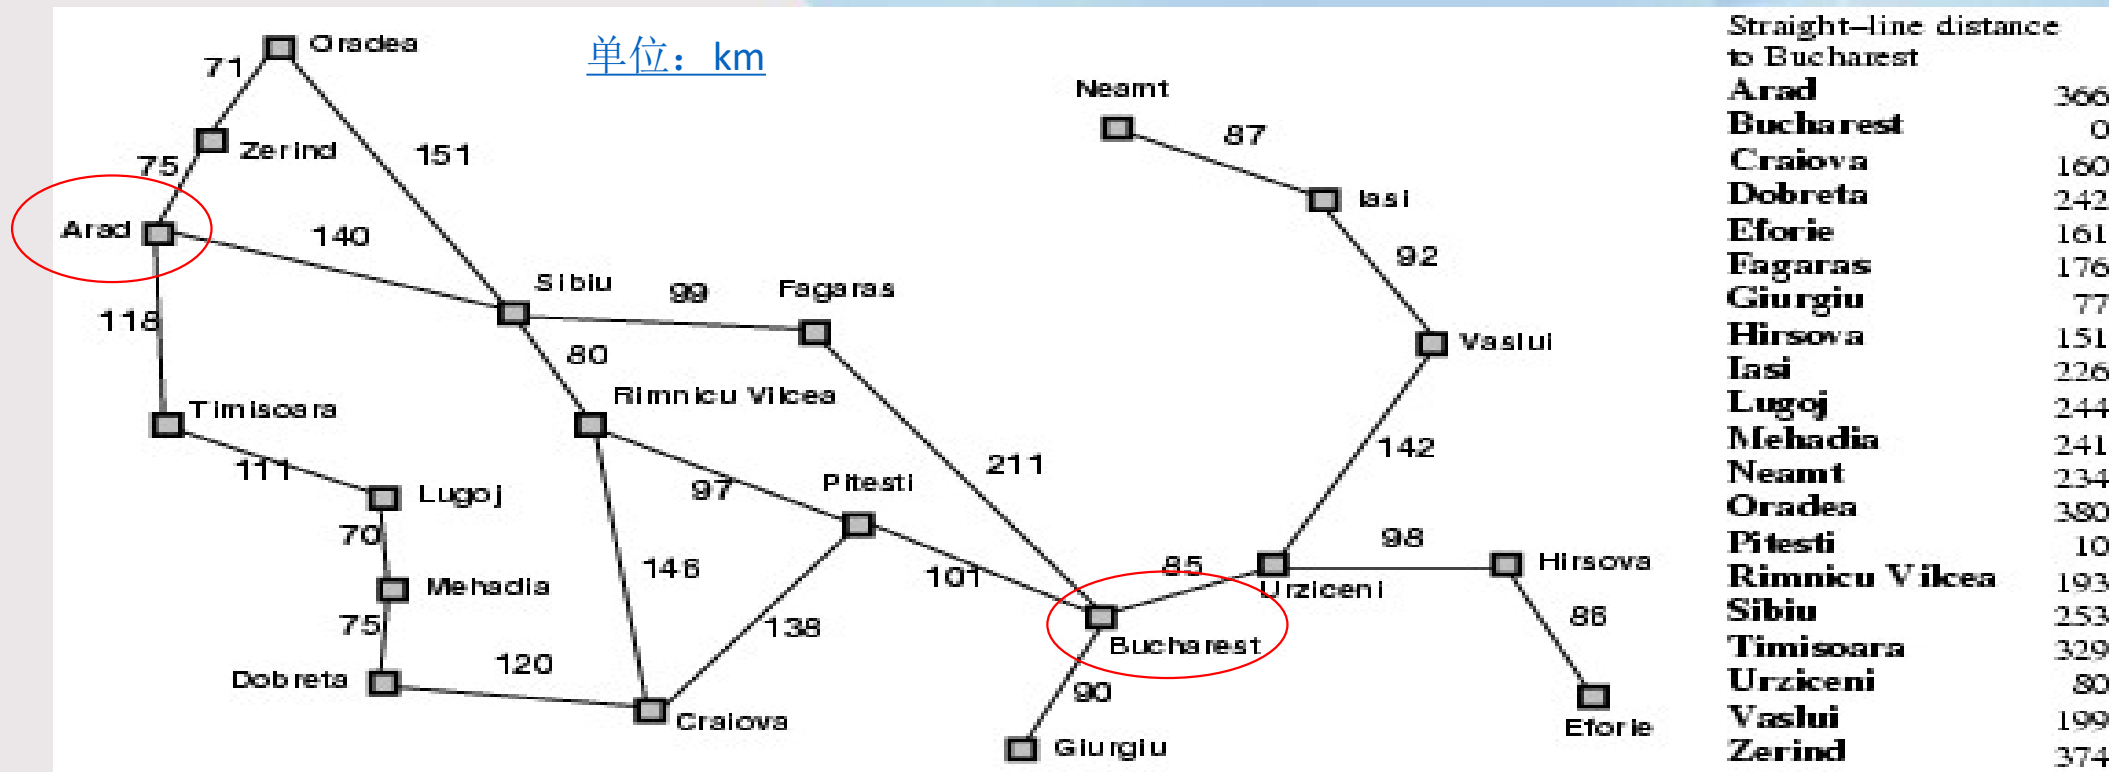 单位：km
Oradea
71
Neamt
87
Zerind
151
75
Iasi
Arad
140
92
Sibiu
99
Fagaras
118
80
Vaslui
Rimnicu Vilcea
Timisoara
142
111
211
97
Pitesti
Lugoj
70
98
Hirsova
146
101
85
Urziceni
Mehadia
86
75
138
Bucharest
120
Dobreta
90
Craiova
Eforie
Giurgiu
Straight–line distance
to Bucharest
Arad 366
Bucharest 0
Craiova 160
Dobreta 242
Eforie 161
Fagaras 176
Giurgiu 77
Hirsova 151
Iasi 226
Lugoj 244
Mehadia 241
Neamt 234
Oradea 380
Pitesti 10
Rimnicu Vilcea 193
Sibiu 253
Timisoara 329
Urziceni 80
Vaslui 199
Zerind 374